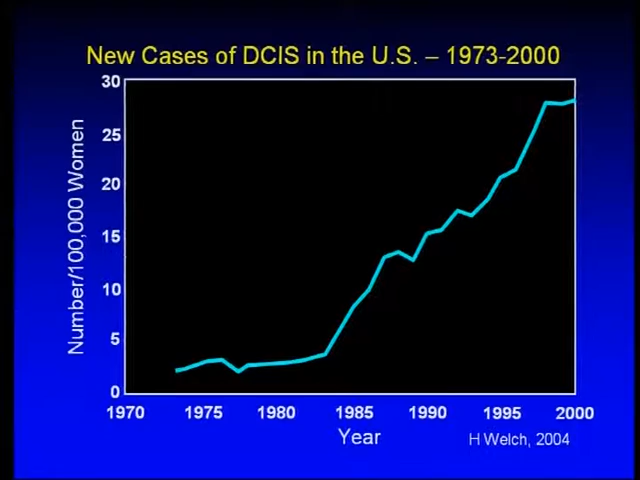 New Cases of DCIS in the U.S. – 1973-2000
Number/100,000 Women
30
25
20
15
10
5
0
1970 1975 1980 1985 1990 1995 2000
Year
H Welch, 2004